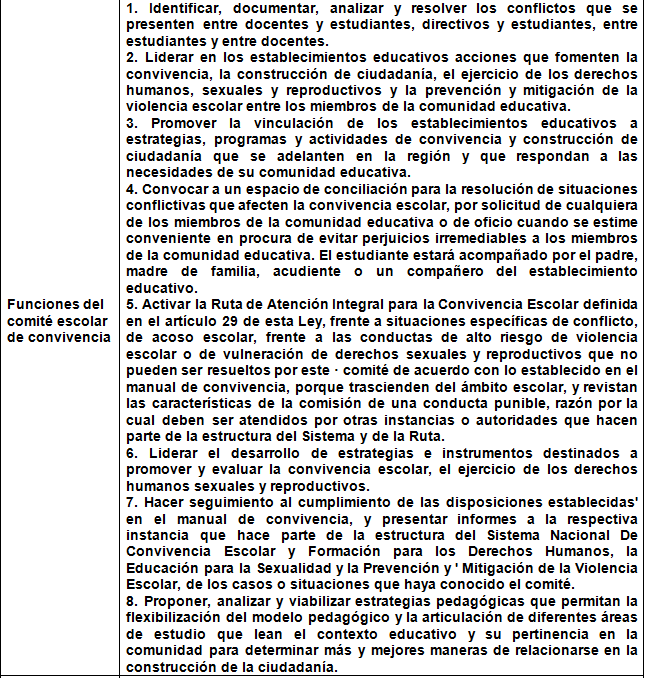 1. Identificar, documentar, analizar y resolver los conflictos que se
presenten entre docentes y estudiantes, directivos y estudiantes, entre
estudiantes y entre docentes.
2. Liderar en los establecimientos educativos acciones que fomenten la
convivencia, la construcción de ciudadanía, el ejercicio de los derechos
humanos, sexuales y reproductivos y la prevención y mitigación de la
violencia escolar entre los miembros de la comunidad educativa.
3. Promover la vinculación de los establecimientos educativos a
estrategias, programas y actividades de convivencia y construcción de
ciudadanía que se adelanten en la región y que respondan a las
necesidades de su comunidad educativa.
4. Convocar a un espacio de conciliación para la resolución de situaciones
conflictivas que afecten la convivencia escolar, por solicitud de cualquiera
de los miembros de la comunidad educativa o de oficio cuando se estime
conveniente en procura de evitar perjuicios irremediables a los miembros
de la comunidad educativa. El estudiante estará acompañado por el padre,
madre de familia, acudiente o un compañero del establecimiento
educativo.
Funciones del
comité escolar
de convivencia
5. Activar la Ruta de Atención Integral para la Convivencia Escolar definida
en el artículo 29 de esta Ley, frente a situaciones específicas de conflicto,
de acoso escolar, frente a las conductas de alto riesgo de violencia
escolar o de vulneración de derechos sexuales y reproductivos que no
pueden ser resueltos por este · comité de acuerdo con lo establecido en el
manual de convivencia, porque trascienden del ámbito escolar, y revistan
las características de la comisión de una conducta punible, razón por la
cual deben ser atendidos por otras instancias o autoridades que hacen
parte de la estructura del Sistema y de la Ruta.
6. Liderar el desarrollo de estrategias e instrumentos destinados a
promover y evaluar la convivencia escolar, el ejercicio de los derechos
humanos sexuales y reproductivos.
7. Hacer seguimiento al cumplimiento de las disposiciones establecidas'
en el manual de convivencia, y presentar informes a la respectiva
instancia que hace parte de la estructura del Sistema Nacional De
Convivencia Escolar y Formación para los Derechos Humanos, la
Educación para la Sexualidad y la Prevención y ' Mitigación de la Violencia
Escolar, de los casos o situaciones que haya conocido el comité.
8. Proponer, analizar y viabilizar estrategias pedagógicas que permitan la
flexibilización del modelo pedagógico y la articulación de diferentes áreas
de estudio que lean el contexto educativo y su pertinencia en la
comunidad para determinar más y mejores maneras de relacionarse en la
construcción de la ciudadanía.